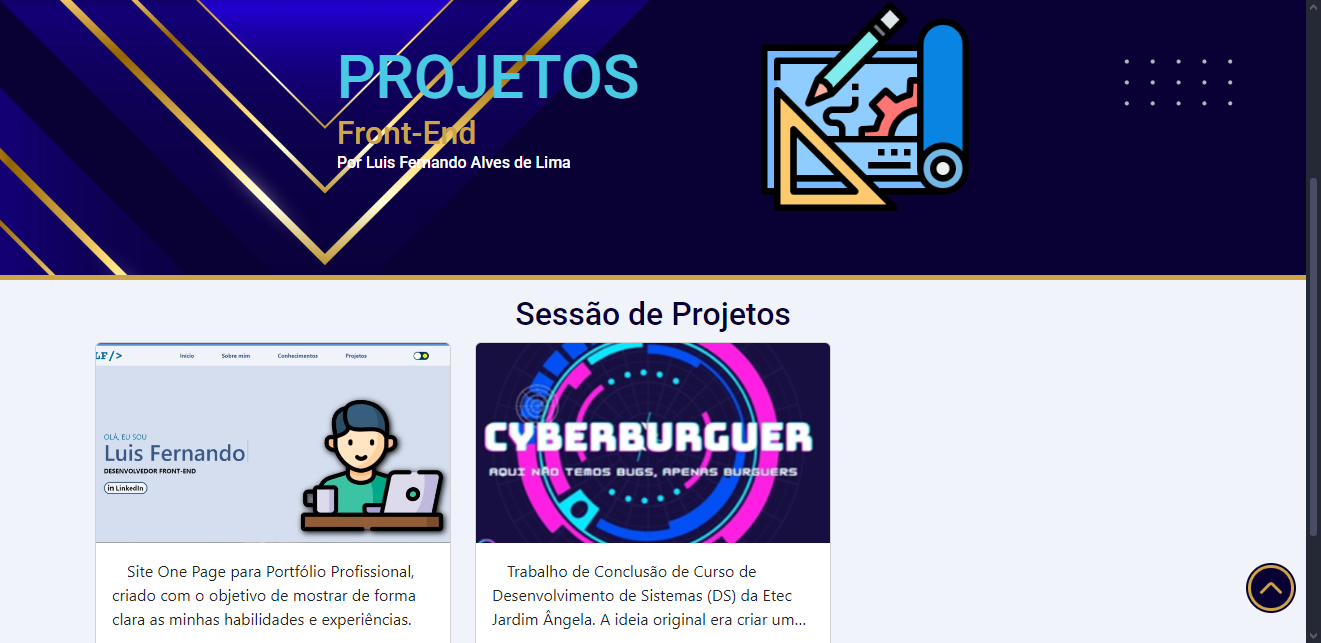 PROJETOS
Front-End
Por Luis Fernando Alves de Lima
Sessão de Projetos
LF/>
Início Sobre mim Conhecimentos Projetos
OLÁ, EU SOU
Luis Fernando
DESENVOLVEDOR FRONT-END
in LinkedIn
CYBERBURGUER
AQUI NÃO TEMOS BUGS, APENAS BURGUERS
Site One Page para Portfólio Profissional,
criado com o objetivo de mostrar de forma
clara as minhas habilidades e experiências.
Trabalho de Conclusão de Curso de
Desenvolvimento de Sistemas (DS) da Etec
Jardim Ângela. A ideia original era criar um...